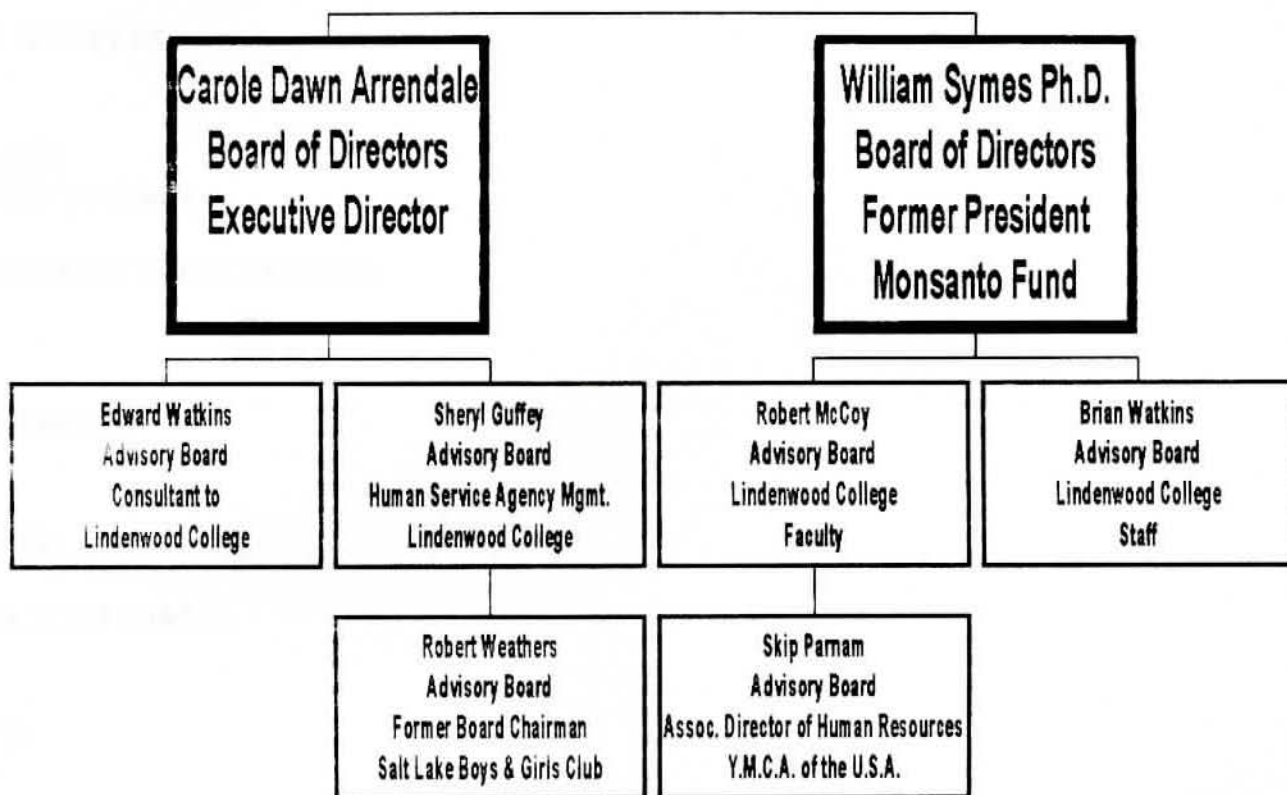 Carole Dawn Arrendale
Board of Directors
Executive Director
William Symes Ph.D.
Board of Directors
Former President
Monsanto Fund
Edward Watkins
Advisory Board
Consultant to
Lindenwood College
Sheryl Guffey
Advisory Board
Human Service Agency Mgmt.
Lindenwood College
Robert McCoy
Advisory Board
Lindenwood College
Faculty
Brian Watkins
Advisory Board
Lindenwood College
Staff
Robert Weathers
Advisory Board
Former Board Chairman
Salt Lake Boys & Girls Club
Skip Parnam
Advisory Board
Assoc. Director of Human Resources
Y.M.C.A. of the U.S.A.